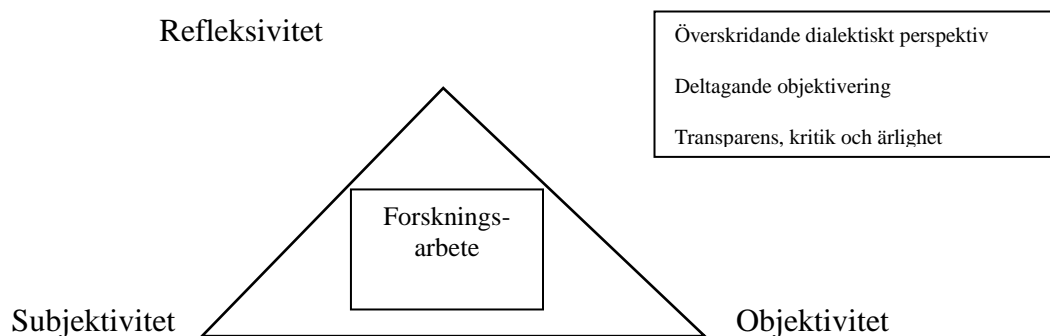 Refleksivitet
Överskridande dialektiskt perspektiv
Deltagande objektivering
Transparens, kritik och ärlighet
Forsknings-
arbete
Subjektivitet
Objektivitet